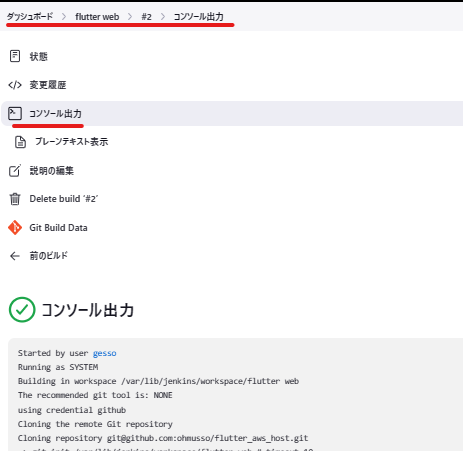 ダッシュボード > flutter web > #2 > コンソール出力
状態
変更履歴
コンソール出力
プレーンテキスト表示
説明の編集
Delete build '#2'
Git Build Data
前のビルド
コンソール出力
Started by user gesso
Running as SYSTEM
Building in workspace /var/lib/jenkins/workspace/flutter web
The recommended git tool is: NONE
using credential github
Cloning the remote Git repository
Cloning repository git@github.com:ohmusso/flutter_aws_host.git